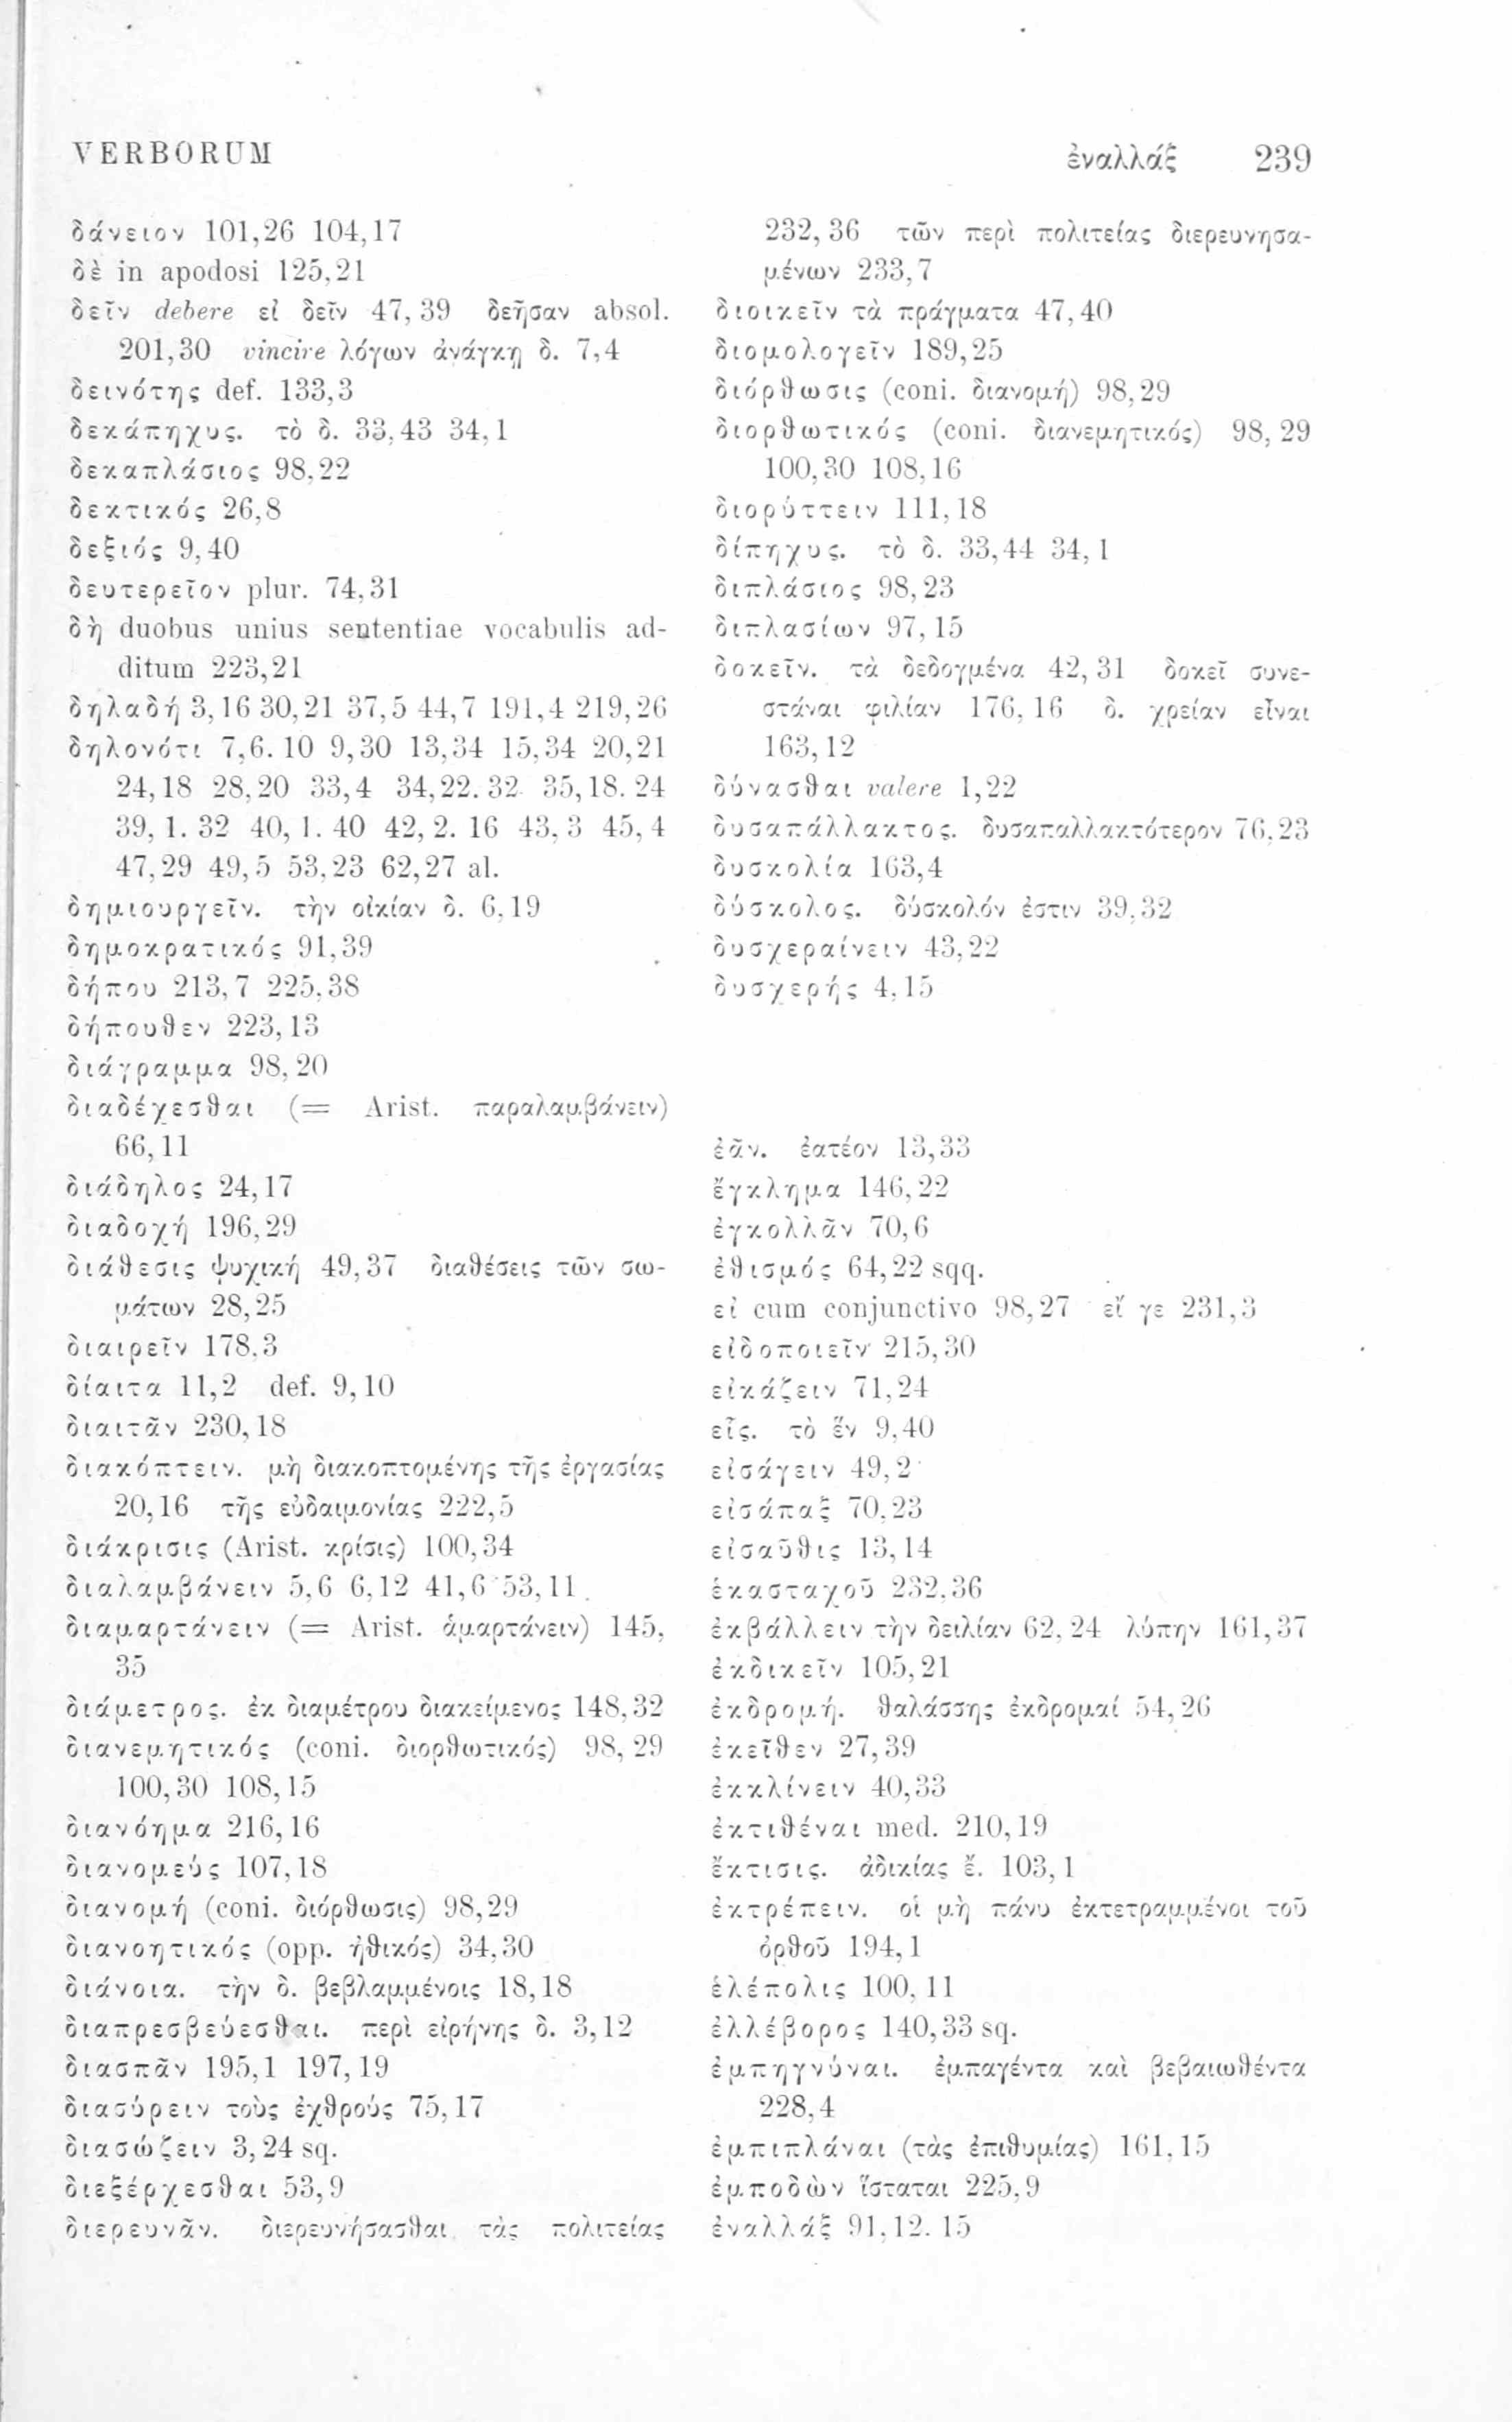 VERBORUM ἐναλλάξ 239
δάνειον 101,26 104,17
δὲ in apodosi 125,21
δεῖν debere εἰ δεῖν 47,39 δεῆσαν absol.
201,30 vincire λόγων ἀνάγκῃ δ. 7,4
δεινότης def. 133,3
δεκάπηχυς. τὸ δ. 33,43 34,1
δεκαπλάσιος 98,22
δεκτικός 26,8
δεξιός 9,40
δευτερεῖον plur. 74,31
δὴ duobus unius sententiae vocabulis ad-
ditum 223,21
δηλαδή 3,16 30,21 37,5 44,7 191,4 219,26
δηλονότι 7,6. 10 9,30 13,34 15,34 20,21
24,18 28,20 33,4 34,22. 32 35,18. 24
39,1. 32 40,1. 40 42,2. 16 43,3 45,4
47,29 49,5 53,23 62,27 al.
δημιουργεῖν. τὴν οἰκίαν δ. 6,19
δημοκρατικός 91,39
δήπου 213,7 225,38
δήπουθεν 223,13
διάγραμμα 98,20
διαδέχεσθαι (= Arist. παραλαμβάνειν)
66,11
διάδηλος 24,17
διαδοχή 196,29
διάθεσις ψυχική 49,37 διαθέσεις τῶν σω-
μάτων 28,25
διαιρεῖν 178,3
δίαιτα 11,2 def. 9,10
διαιτᾶν 230,18
διακόπτειν. μὴ διακοπτομένης τῆς ἐργασίας
20,16 τῆς εὐδαιμονίας 222,5
διάκρισις (Arist. κρίσις) 100,34
διαλαμβάνειν 5,6 6,12 41,6 53,11
διαμαρτάνειν (= Arist. ἁμαρτάνειν) 145,
35
διάμετρος. ἐκ διαμέτρου διακείμενος 148,32
διανεμητικός (coni. διορθωτικός) 98,29
100,30 108,15
διανόημα 216,16
διανομεύς 107,18
διανομή (coni. διόρθωσις) 98,29
διανοητικός (opp. ἠθικός) 34,30
διάνοια. τὴν δ. βεβλαμμένοις 18,18
διαπρεσβεύεσθαι. περὶ εἰρήνης δ. 3,12
διασπᾶν 195,1 197,19
διασύρειν τοὺς ἐχθρούς 75,17
διασώζειν 3,24 sq.
διεξέρχεσθαι 53,9
διερευνᾶν. διερευνήσασθαι τὰς πολιτείας
232,36 τῶν περὶ πολιτείας διερευνησα-
μένων 233,7
διοικεῖν τὰ πράγματα 47,40
διομολογεῖν 189,25
διόρθωσις (coni. διανομή) 98,29
διορθωτικός (coni. διανεμητικός) 98,29
100,30 108,16
διορύττειν 111,18
δίπηχυς. τὸ δ. 33,44 34,1
διπλάσιος 98,23
διπλασίων 97,15
δοκεῖν. τὰ δεδογμένα 42,31 δοκεῖ συνε-
στάναι φιλίαν 176,16 δ. χρείαν εἶναι
163,12
δύνασθαι valere 1,22
δυσαπάλλακτος. δυσαπαλλακτότερον 76,23
δυσκολία 163,4
δύσκολος. δύσκολόν ἐστιν 39,32
δυσχεραίνειν 43,22
δυσχερής 4,15
ἐᾶν. ἐατέον 13,33
ἔγκλημα 146,22
ἐγκολλᾶν 70,6
ἐθισμός 64,22 sqq.
εἰ cum conjunctivo 98,27 εἴ γε 231,3
εἰδοποιεῖν 215,30
εἰκάζειν 71,24
εἷς. τὸ ἕν 9,40
εἰσάγειν 49,2
εἰσάπαξ 70,23
εἰσαῦθις 13,14
ἑκασταχοῦ 232,36
ἐκβάλλειν τὴν δειλίαν 62,24 λύπην 161,37
ἐκδικεῖν 105,21
ἐκδρομή. θαλάσσης ἐκδρομαί 54,26
ἐκεῖθεν 27,39
ἐκκλίνειν 40,33
ἐκτιθέναι med. 210,19
ἔκτισις. ἀδικίας ἔ. 103,1
ἐκτρέπειν. οἱ μὴ πάνυ ἐκτετραμμένοι τοῦ
ὀρθοῦ 194,1
ἑλέπολις 100,11
ἑλλέβορος 140,33 sq.
ἐμπηγνύναι. ἐμπαγέντα καὶ βεβαιωθέντα
228,4
ἐμπιπλάναι (τὰς ἐπιθυμίας) 161,15
ἐμποδὼν ἵσταται 225,9
ἐναλλάξ 91,12. 15